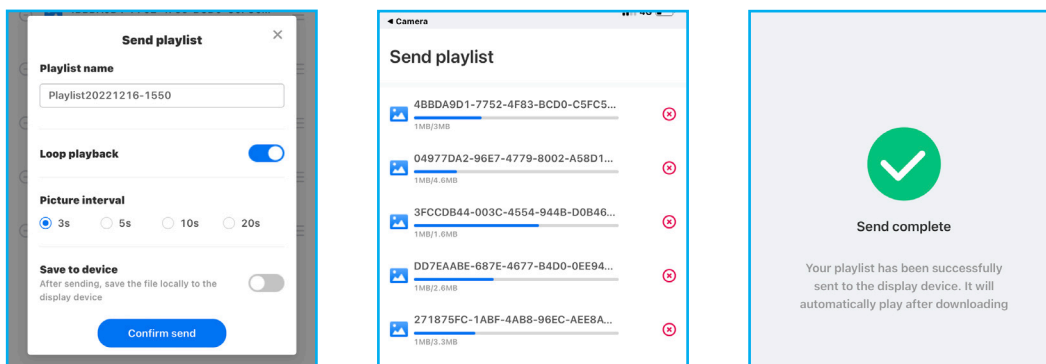 Send playlist
Playlist name
Playlist20221216-1550
Loop playback
Picture interval
3s 5s 10s 20s
Save to device
After sending, save the file locally to the
display device
Confirm send
Camera
4G
Send playlist
4BBDA9D1-7752-4F83-BCD0-C5FC5...
1MB/3MB
04977DA2-96E7-4779-8002-A58D1...
1MB/4.6MB
3FCCDB44-003C-4554-944B-D0B46...
1MB/1.6MB
DD7EAABE-687E-4677-B4D0-0EE94...
1MB/2.6MB
271875FC-1ABF-4AB8-96EC-AEE8A...
1MB/3.3MB
Send complete
Your playlist has been successfully
sent to the display device. It will
automatically play after downloading